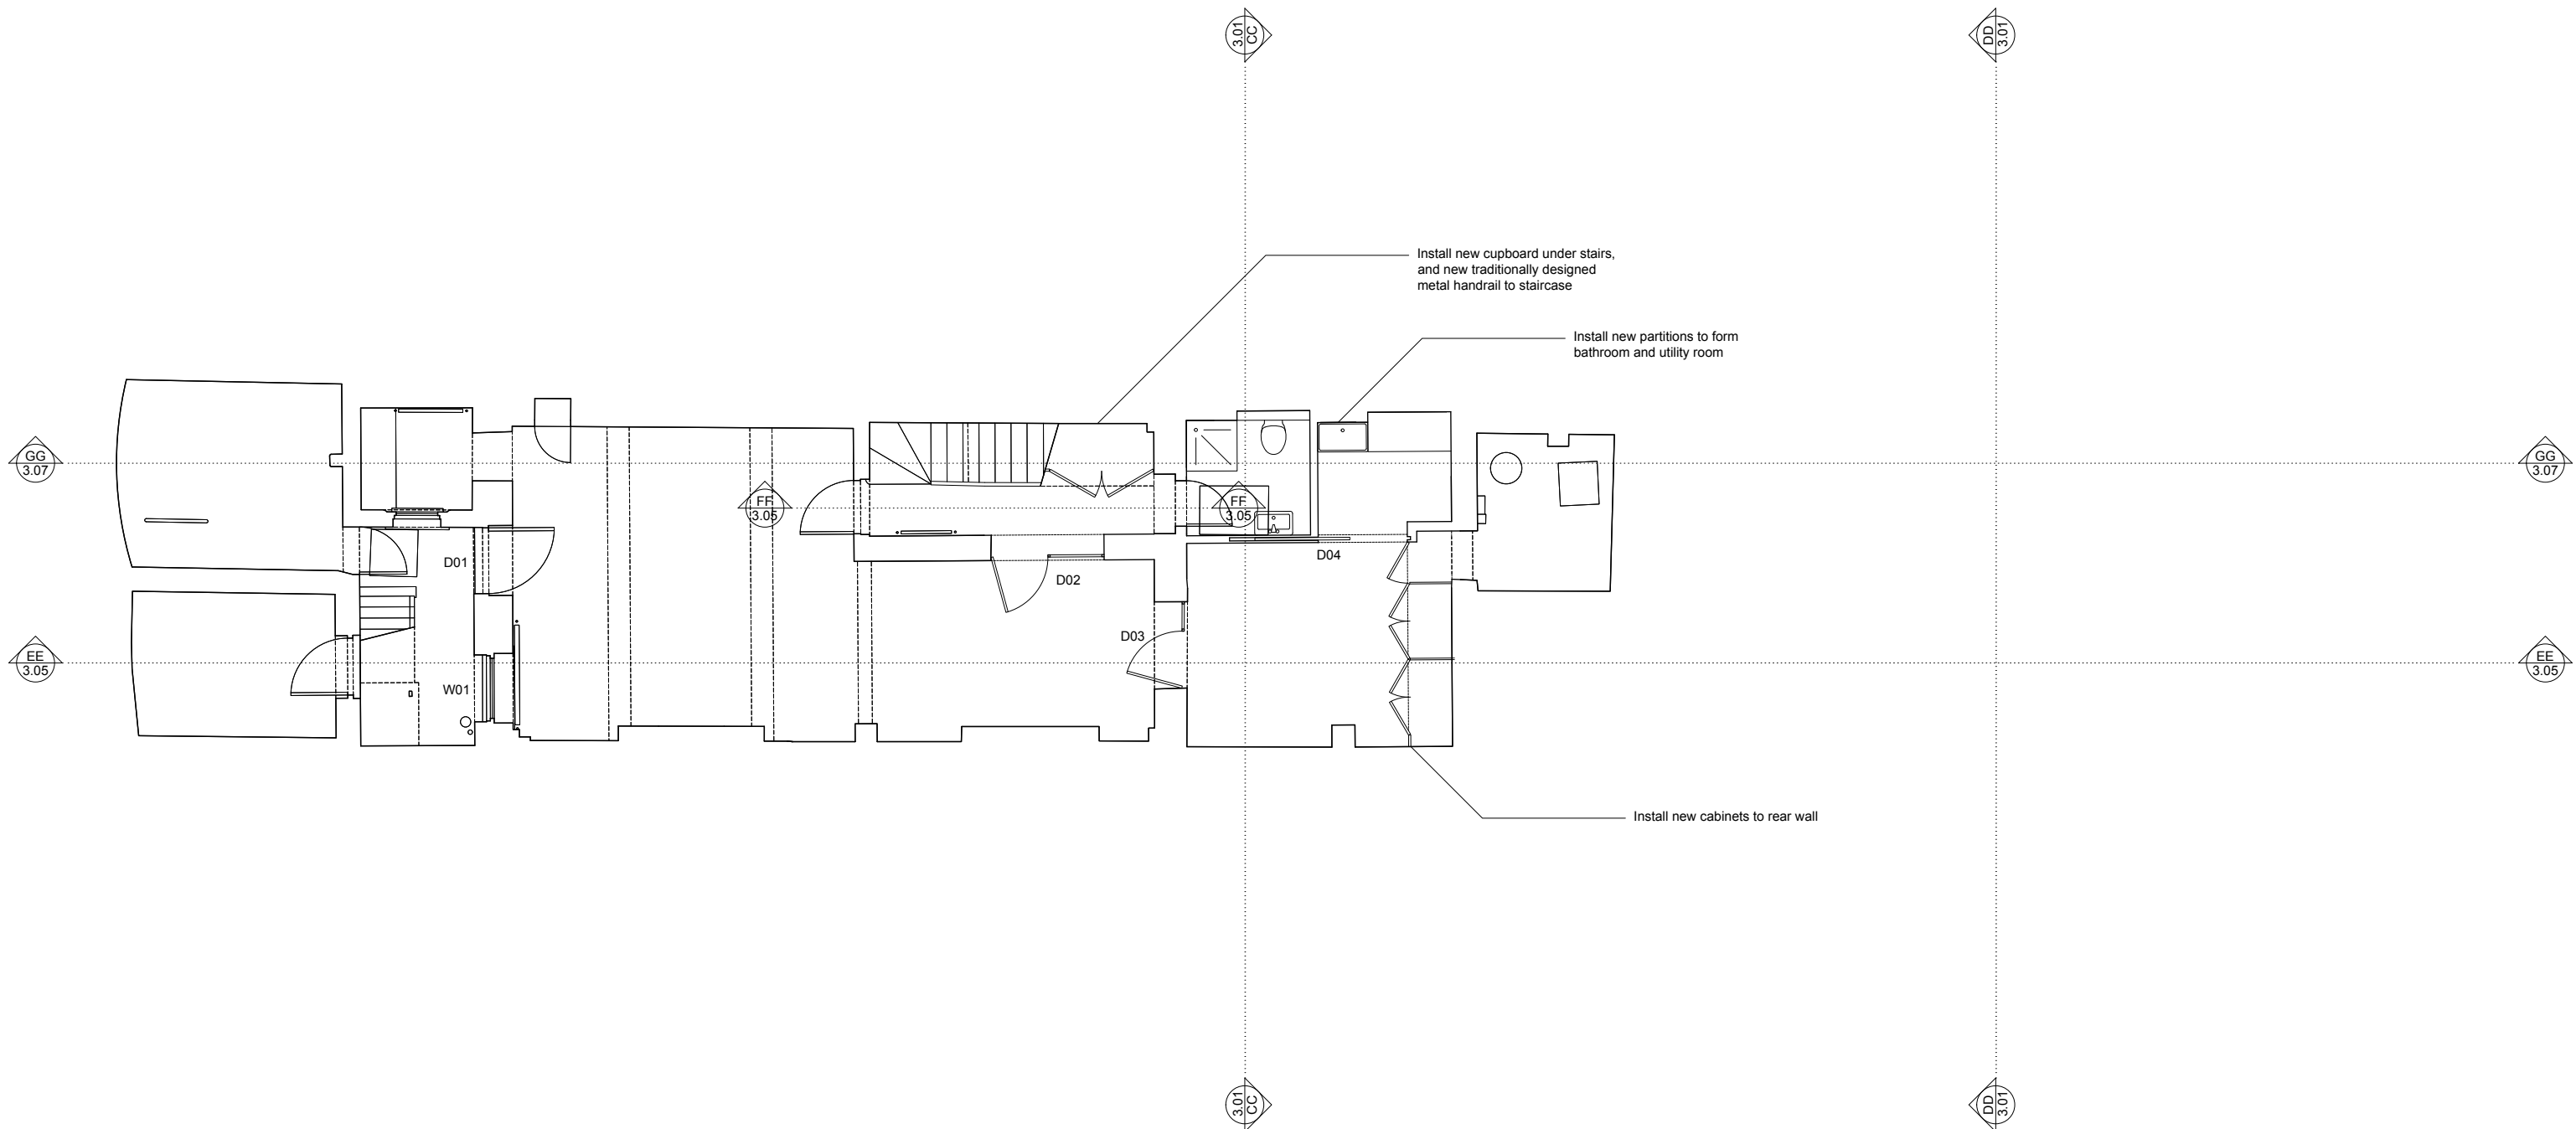 3.01
CC
DD
3.01
Install new cupboard under stairs,
and new traditionally designed
metal handrail to staircase
Install new partitions to form
bathroom and utility room
GG
3.07
GG
3.07
FF
3.05
FF
3.05
D01
D02
D04
D03
EE
3.05
EE
3.05
W01
Install new cabinets to rear wall
3.01
CC
DD
3.01